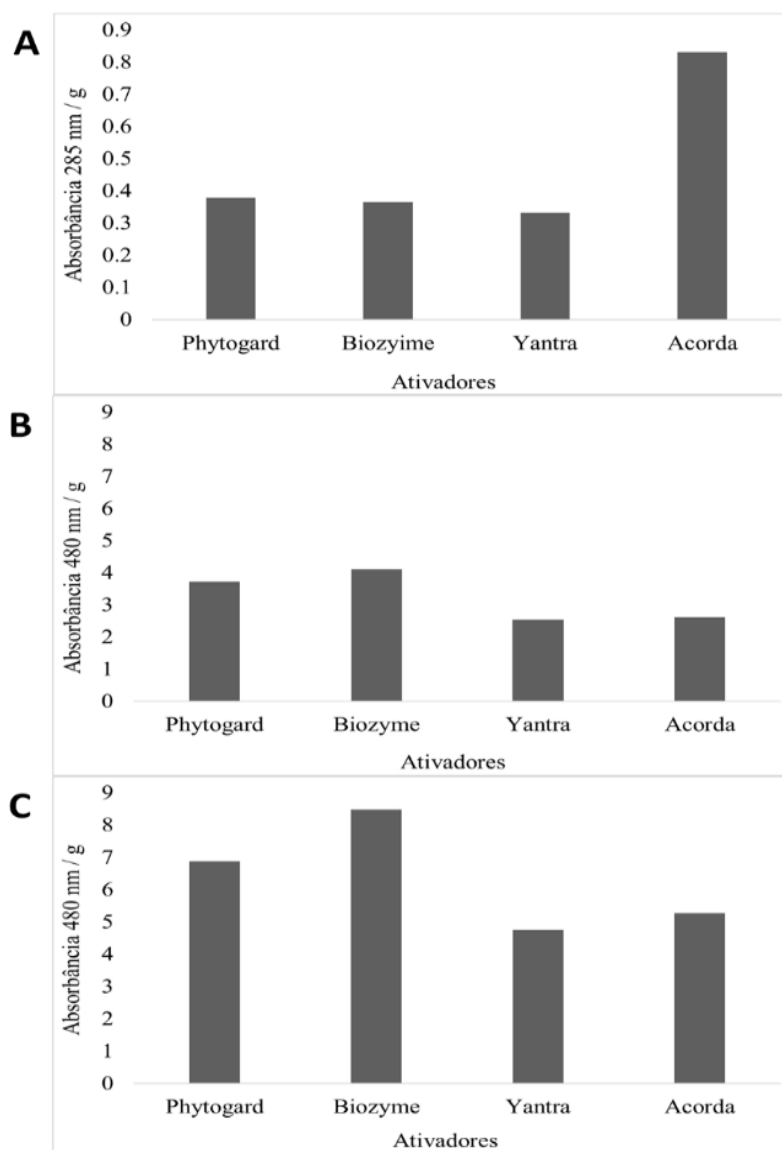 A
Absorbância 285 nm / g
0.9
0.8
0.7
0.6
0.5
0.4
0.3
0.2
0.1
0
Phytogard Biozyime Yantra Acorda
Ativadores
B
Absorbância 480 nm / g
9
8
7
6
5
4
3
2
1
0
Phytogard Biozyme Yantra Acorda
Ativadores
C
Absorbância 480 nm / g
9
8
7
6
5
4
3
2
1
0
Phytogard Biozyme Yantra Acorda
Ativadores